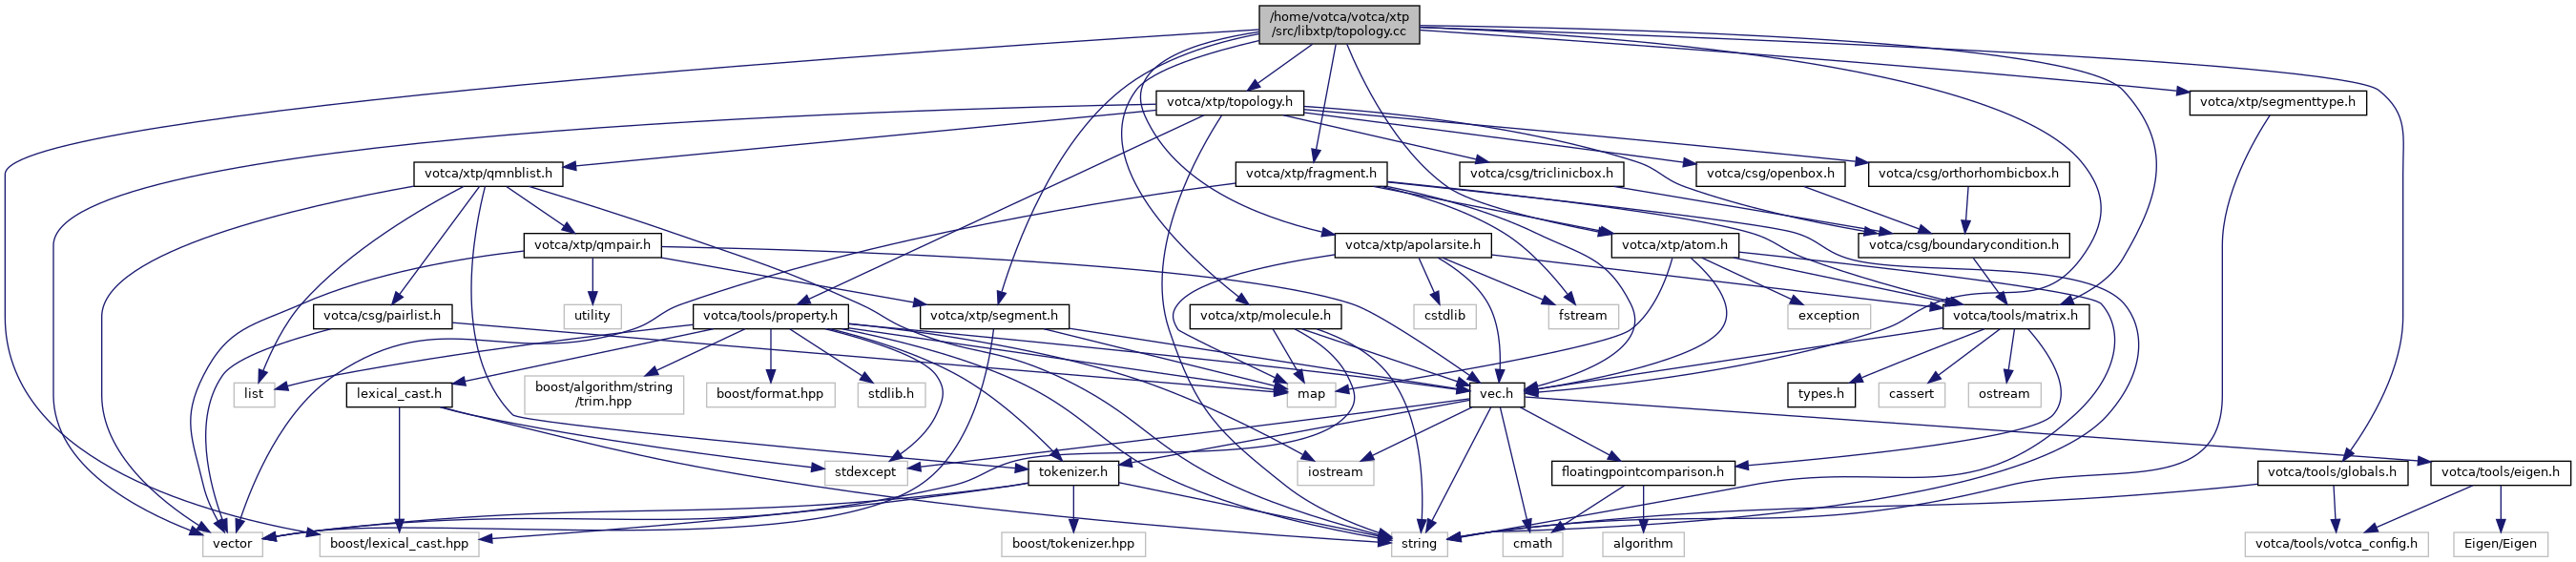 /home/votca/votca/xtp
/src/libxtp/topology.cc
votca/xtp/topology.h
votca/xtp/segmenttype.h
votca/xtp/qmnblist.h
votca/xtp/fragment.h
votca/csg/triclinicbox.h
votca/csg/openbox.h
votca/csg/orthorhombicbox.h
votca/xtp/qmpair.h
votca/xtp/apolarsite.h
votca/xtp/atom.h
votca/csg/boundarycondition.h
votca/csg/pairlist.h
utility
votca/tools/property.h
votca/xtp/segment.h
votca/xtp/molecule.h
cstdlib
fstream
exception
votca/tools/matrix.h
list
lexical_cast.h
boost/algorithm/string
/trim.hpp
boost/format.hpp
stdlib.h
map
vec.h
types.h
cassert
ostream
stdexcept
tokenizer.h
iostream
floatingpointcomparison.h
votca/tools/globals.h
votca/tools/eigen.h
vector
boost/lexical_cast.hpp
boost/tokenizer.hpp
string
cmath
algorithm
votca/tools/votca_config.h
Eigen/Eigen